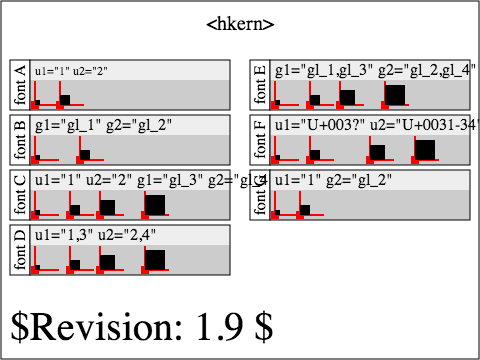 <hkern>
font A
u1="1" u2="2"
font B
g1="gl_1" g2="gl_2"
font C
u1="1" u2="2" g1="gl_3" g2="gl_4
font D
u1="1,3" u2="2,4"
font E
g1="gl_1,gl_3" g2="gl_2,gl_4"
font F
u1="U+003?" u2="U+0031-34"
font G
u1="1" g2="gl_2"
$Revision: 1.9 $